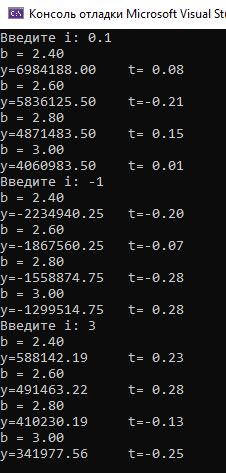 Консоль отладки Microsoft Visual Stu
Введите i: 0.1
b = 2.40
y=6984188.00 t= 0.08
b = 2.60
y=5836125.50 t=-0.21
b = 2.80
y=4871483.50 t= 0.15
b = 3.00
y=4060983.50 t= 0.01
Введите i: -1
b = 2.40
y=-2234940.25 t=-0.20
b = 2.60
y=-1867560.25 t=-0.07
b = 2.80
y=-1558874.75 t=-0.28
b = 3.00
y=-1299514.75 t= 0.28
Введите i: 3
b = 2.40
y=588142.19 t= 0.23
b = 2.60
y=491463.22 t= 0.28
b = 2.80
y=410230.19 t=-0.13
b = 3.00
y=341977.56 t=-0.25